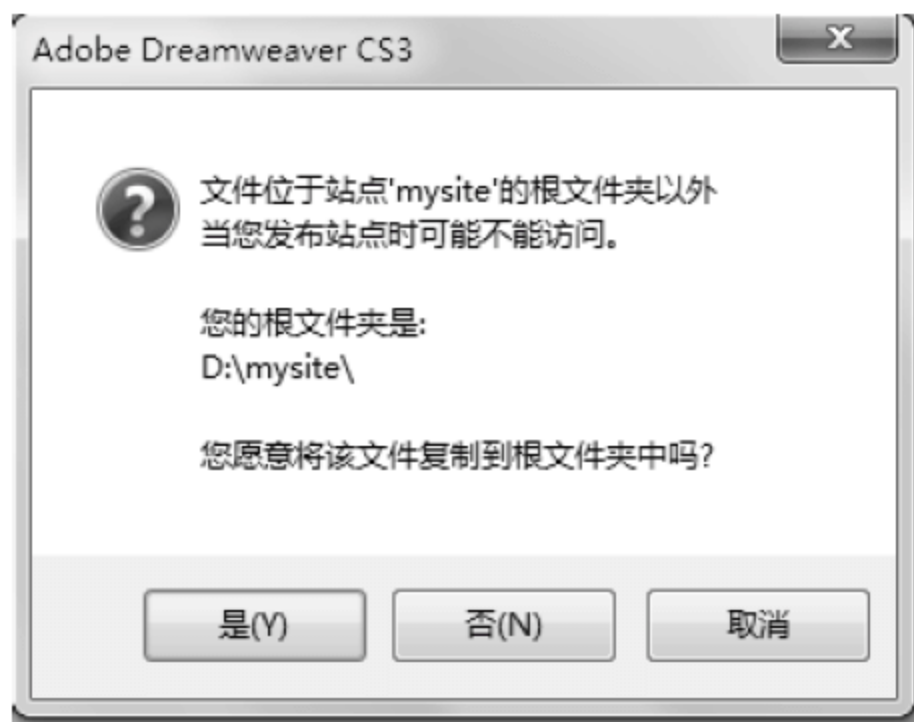 Adobe Dreamweaver CS3
文件位于站点'mysite'的根文件夹以外
当您发布站点时可能不能访问。
您的根文件夹是:
D:\mysite\
您愿意将该文件复制到根文件夹中吗?
是(Y)
否(N)
取消